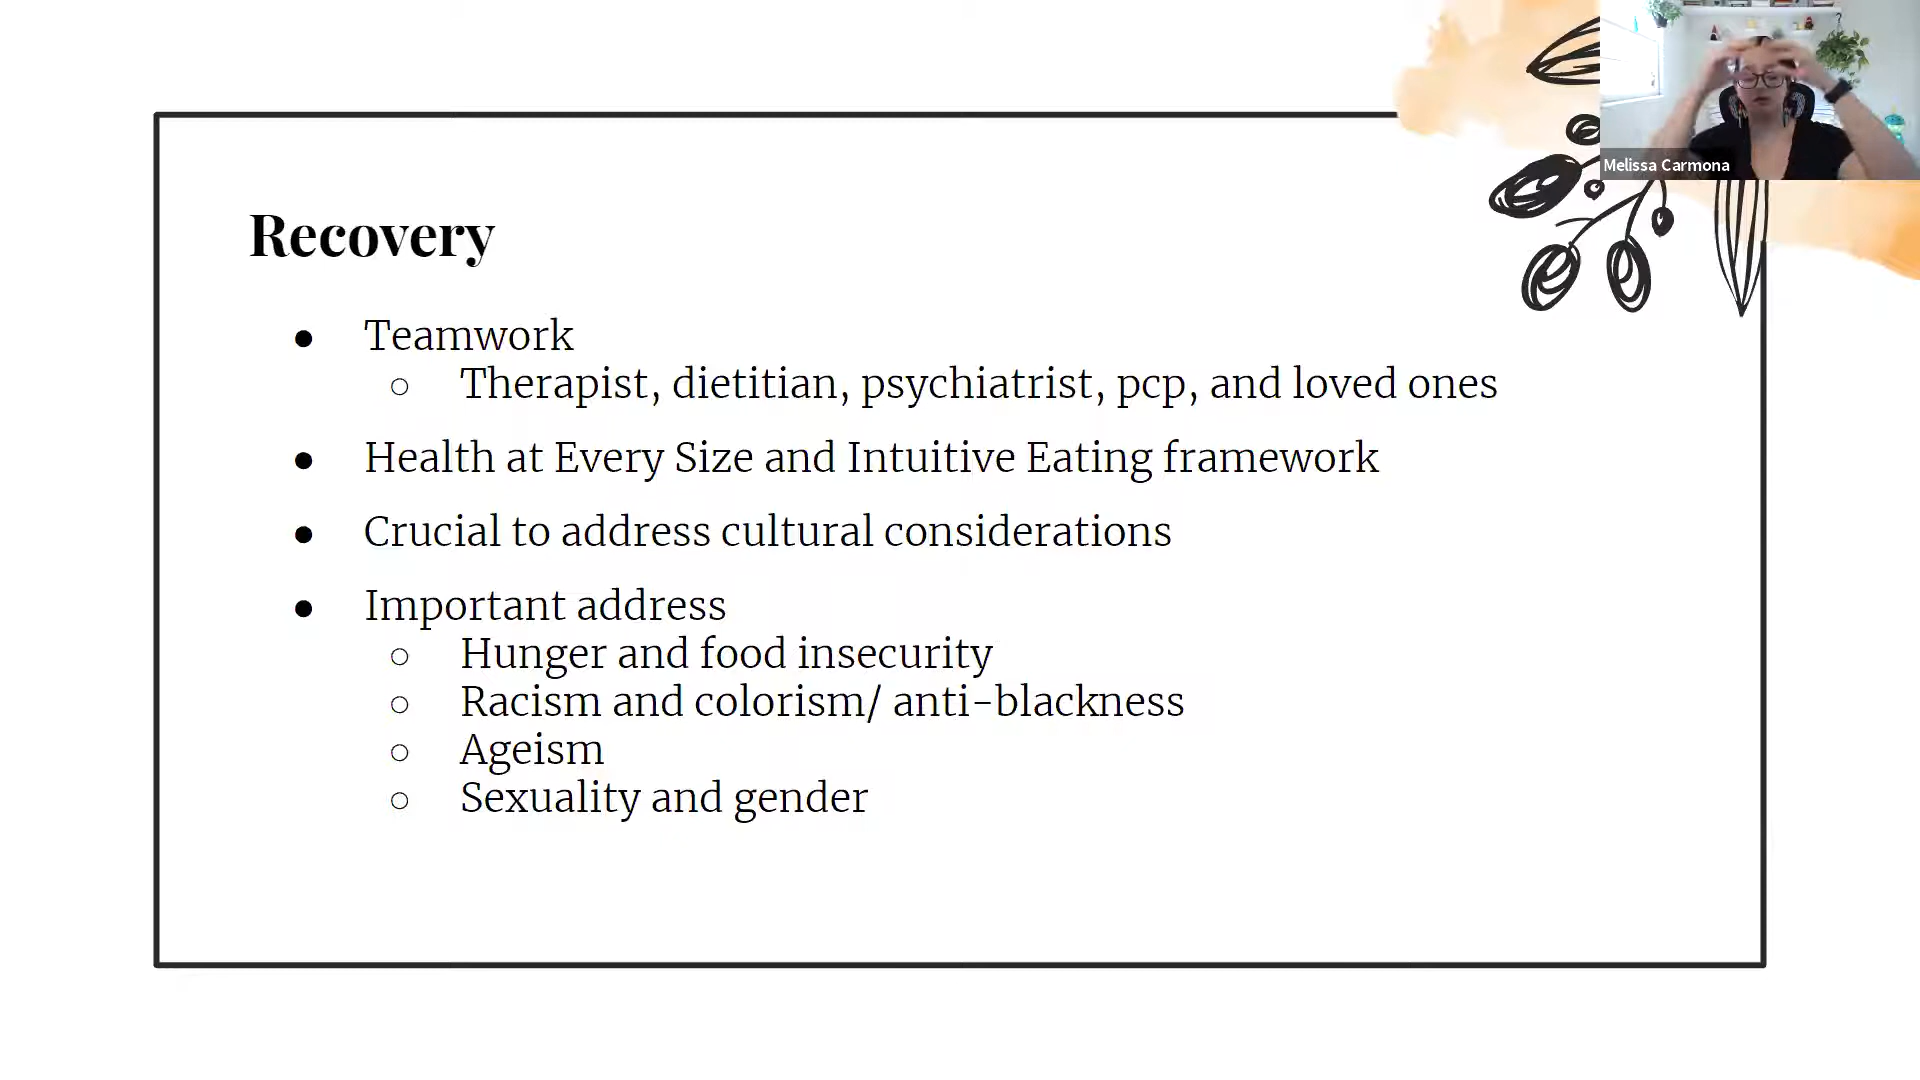 Melissa Carmona
Recovery
● Teamwork
○ Therapist, dietitian, psychiatrist, pcp, and loved ones
● Health at Every Size and Intuitive Eating framework
● Crucial to address cultural considerations
● Important address
○ Hunger and food insecurity
○ Racism and colorism/ anti-blackness
○ Ageism
○ Sexuality and gender